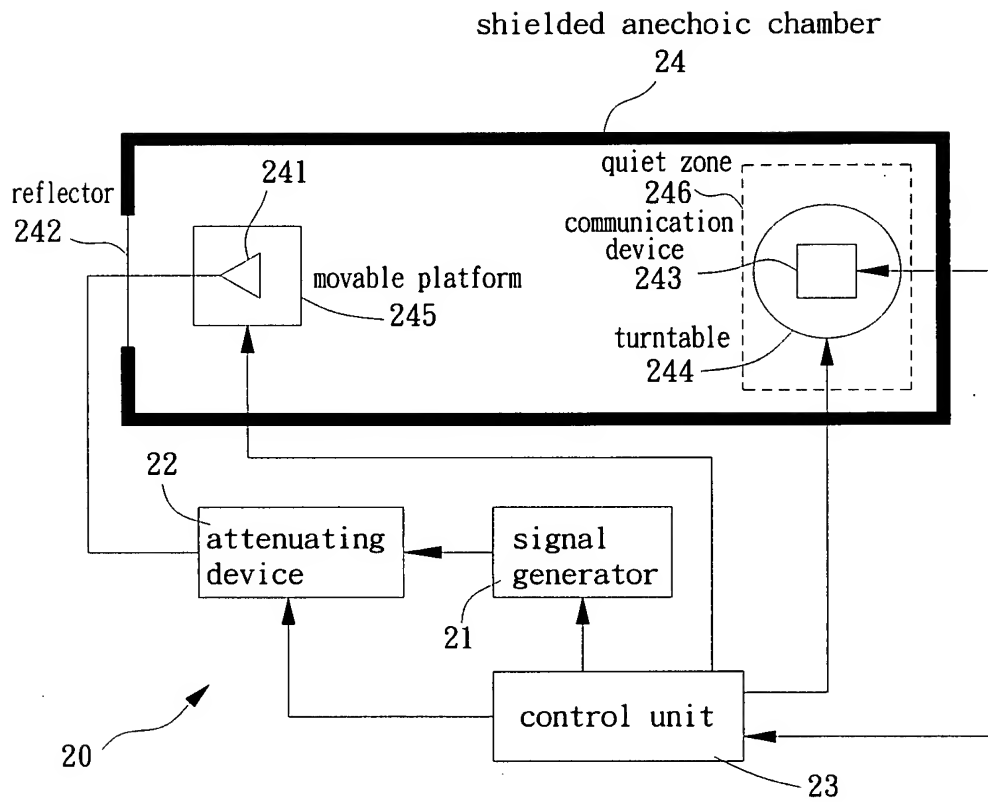 shielded anechoic chamber
24
reflector
242
241
movable platform
245
quiet zone
246
communication
device
243
turntable
244
22
attenuating
device
signal
generator
21
20
control unit
23